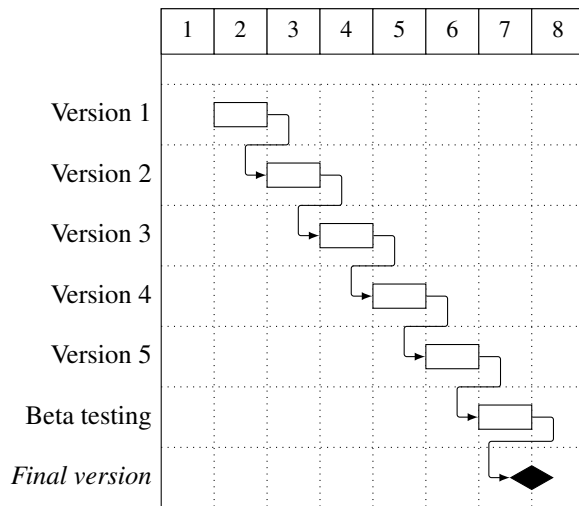 1 2 3 4 5 6 7 8
Version 1
Version 2
Version 3
Version 4
Version 5
Beta testing
Final version